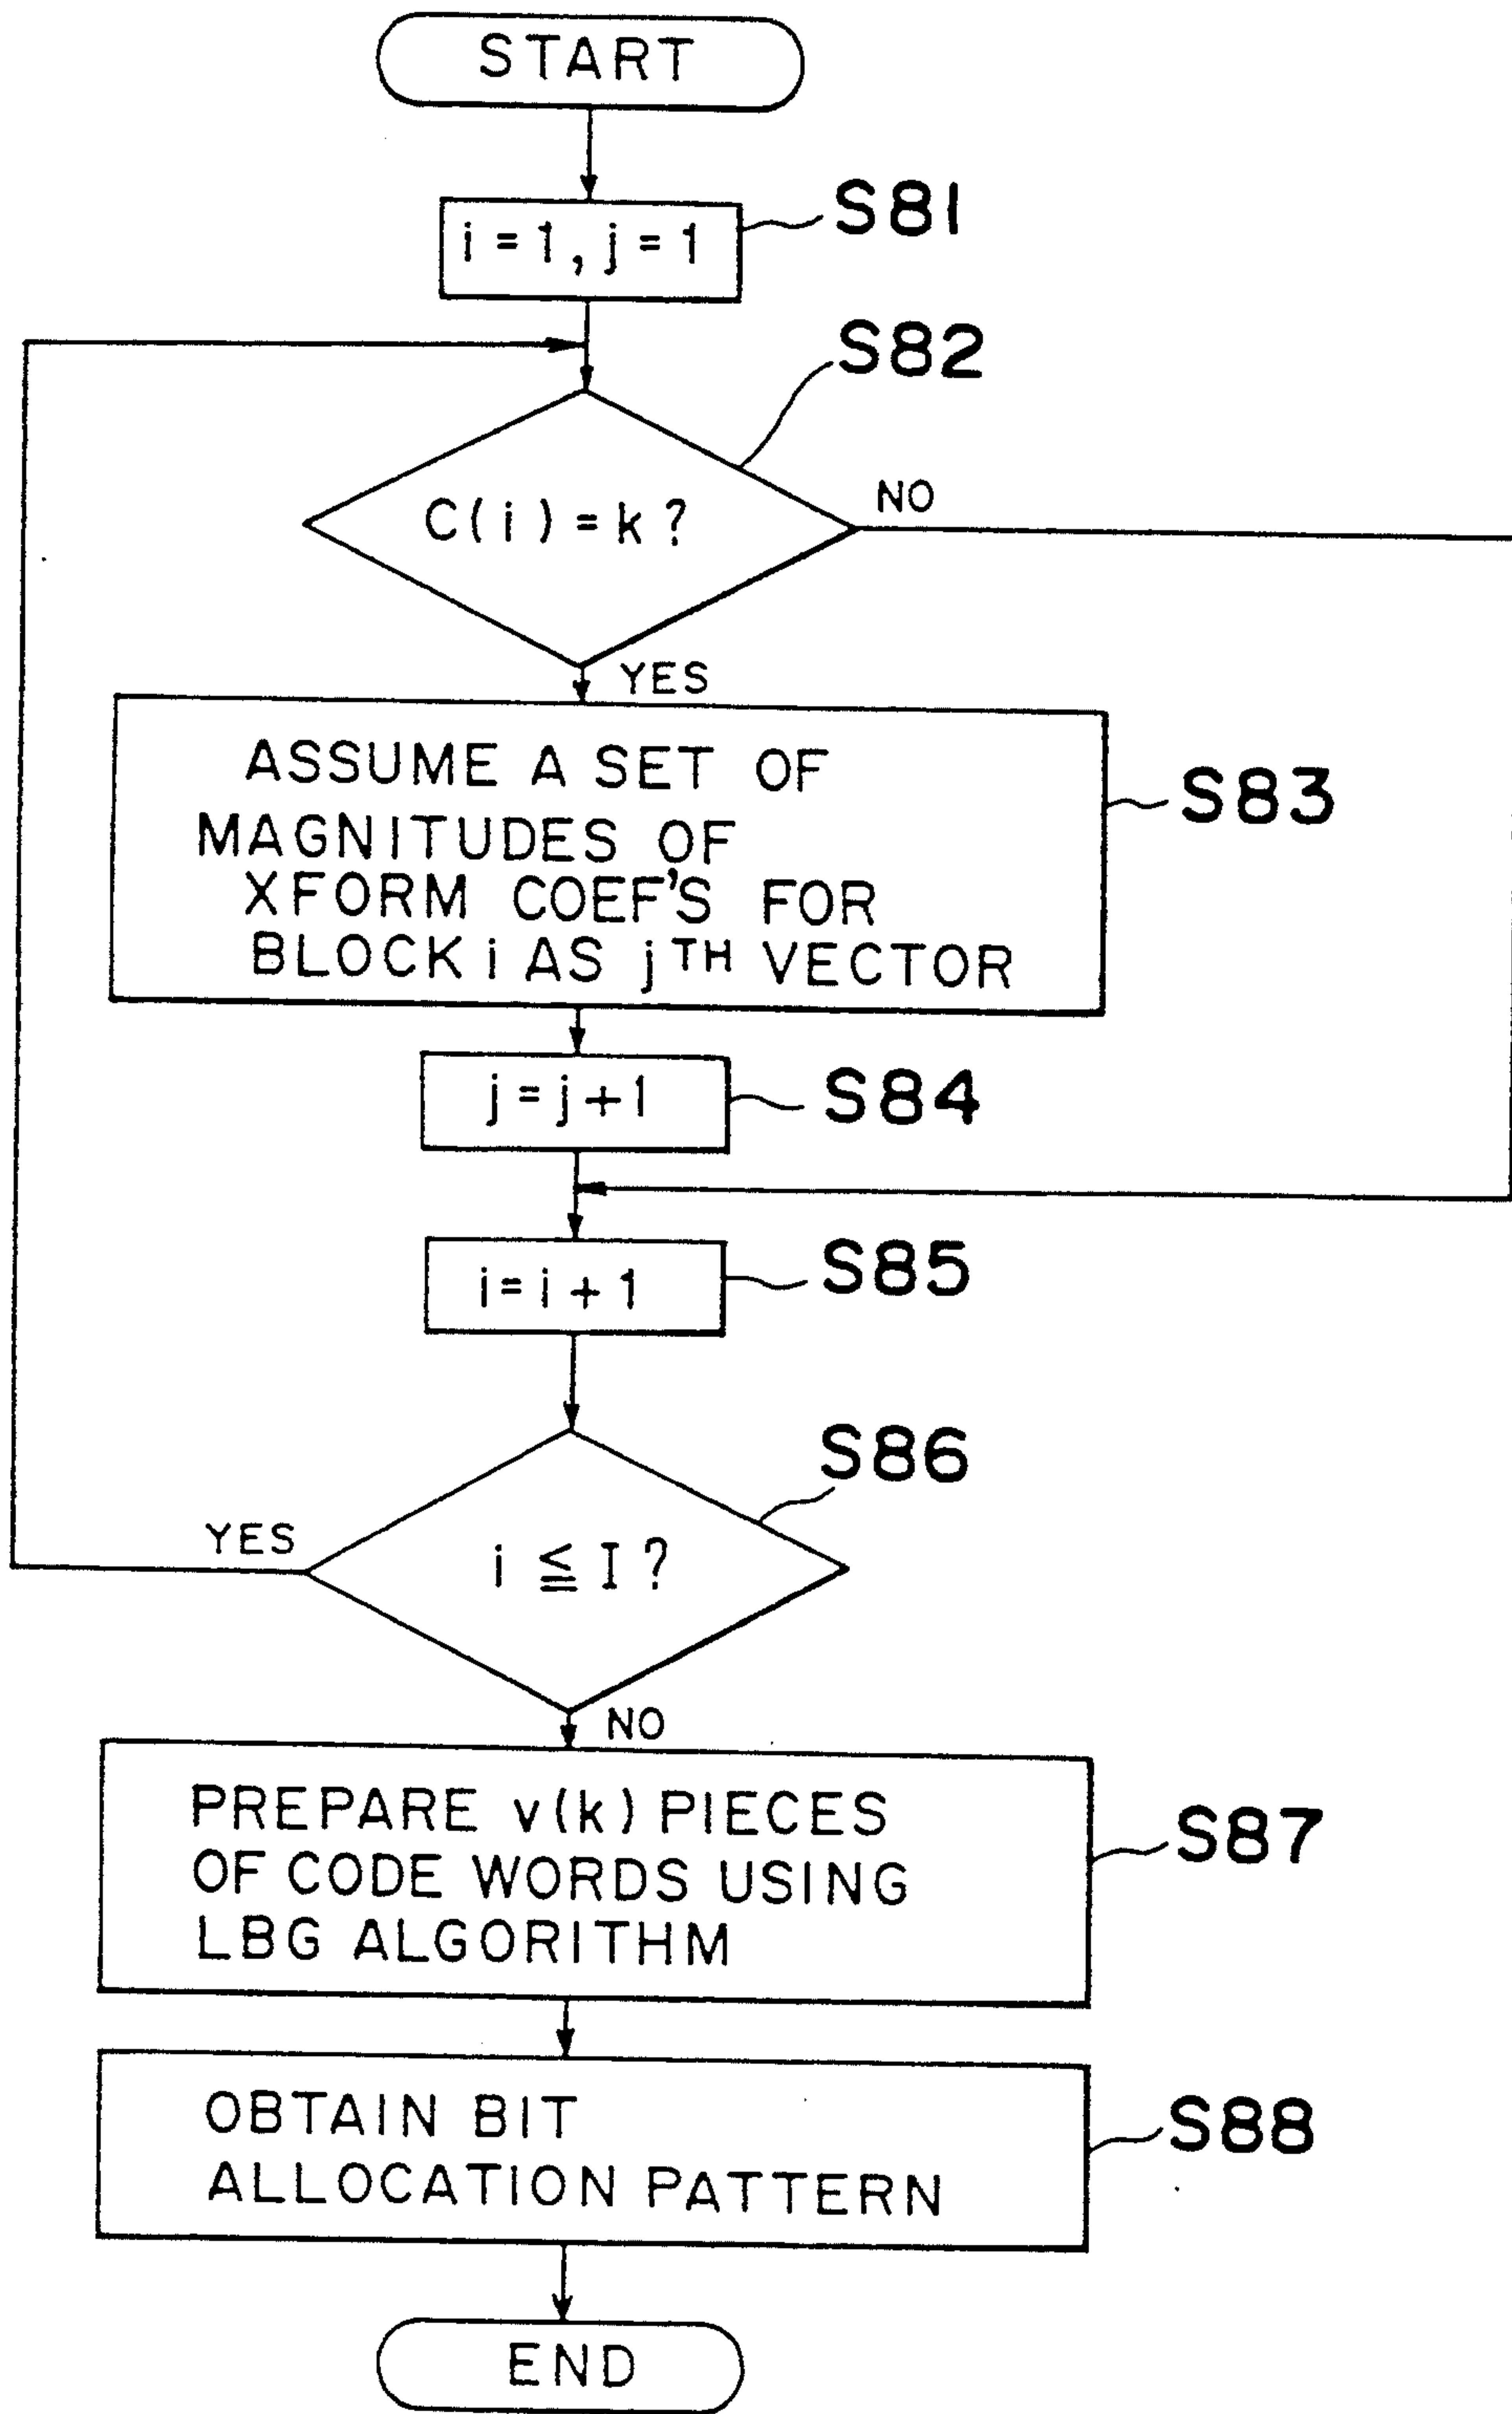 START
i = 1, j = 1
S81
S82
C(i) = k ?
NO
YES
ASSUME A SET OF
MAGNITUDES OF
XFORM COEF'S FOR
BLOCK i AS jTH VECTOR
S83
j = j + 1
S84
i = i + 1
S85
S86
YES
i ≦ I ?
NO
PREPARE v(k) PIECES
OF CODE WORDS USING
LBG ALGORITHM
S87
OBTAIN BIT
ALLOCATION PATTERN
S88
END